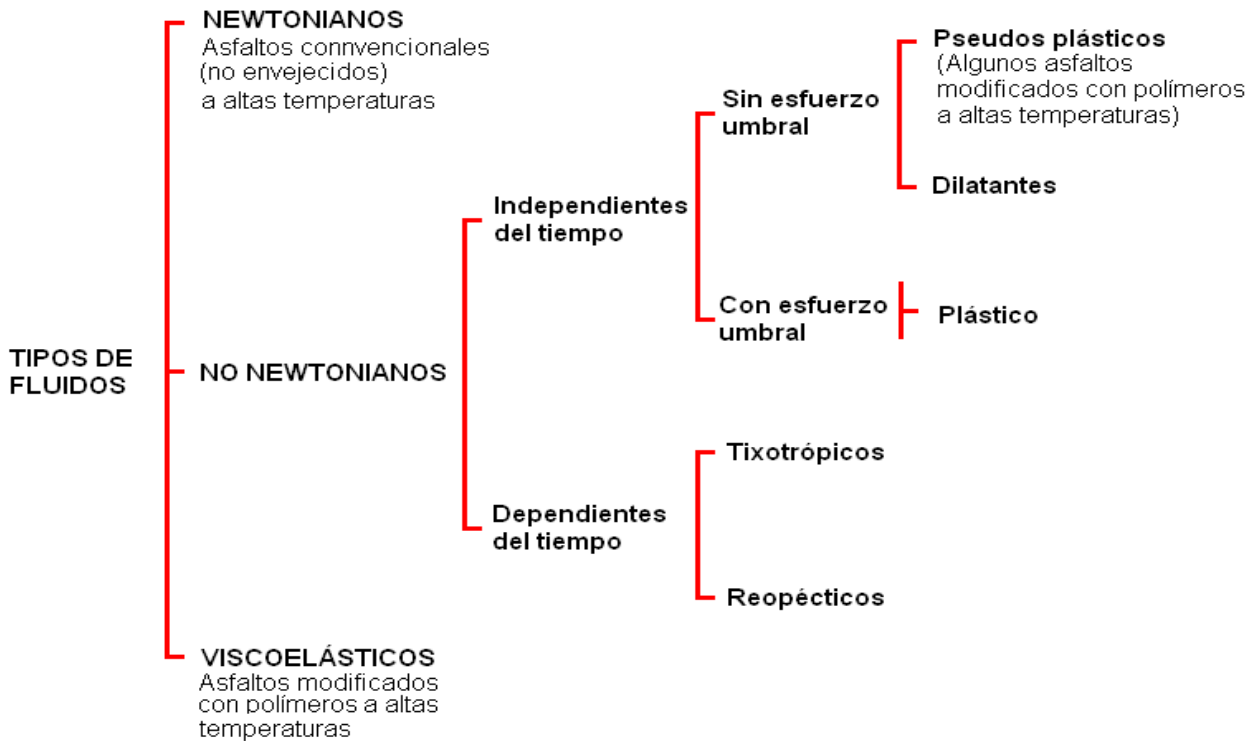 TIPOS DE
FLUIDOS
NEWTONIANOS
Asfaltos connvencionales
(no envejecidos)
a altas temperaturas
NO NEWTONIANOS
Independientes
del tiempo
Sin esfuerzo
umbral
Pseudos plásticos
(Algunos asfaltos
modificados con polímeros
a altas temperaturas)
Dilatantes
Con esfuerzo
umbral
Plástico
Dependientes
del tiempo
Tixotrópicos
Reopécticos
VISCOELÁSTICOS
Asfaltos modificados
con polímeros a altas
temperaturas